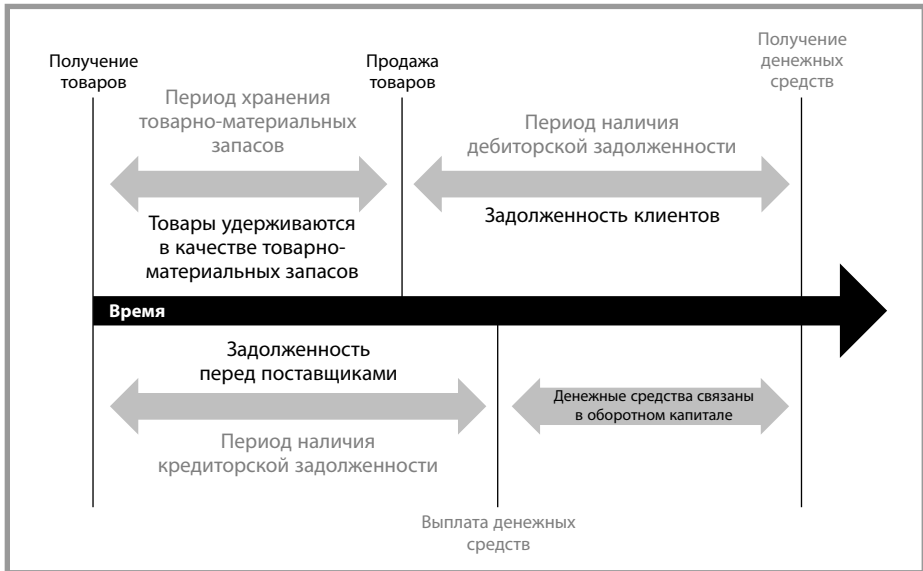 Получение
товаров
Продажа
товаров
Получение
денежных
средств
Период хранения
товарно-материальных
запасов
Период наличия
дебиторской задолженности
Товары удерживаются
в качестве товарно-
материальных запасов
Задолженность клиентов
Время
Задолженность
перед поставщиками
Денежные средства связаны
в оборотном капитале
Период наличия
кредиторской задолженности
Выплата денежных
средств